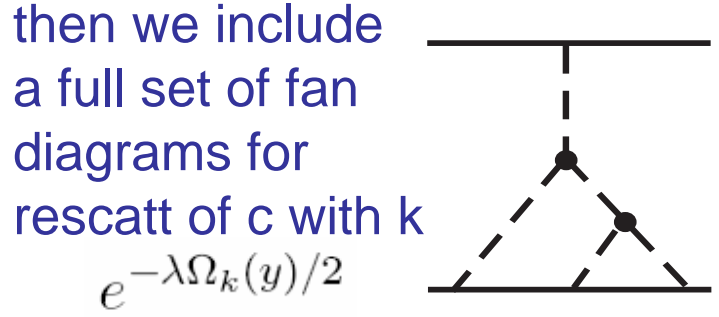 then we include
a full set of fan
diagrams for
rescatt of c with k
e^{-λΩ_k(y)/2}